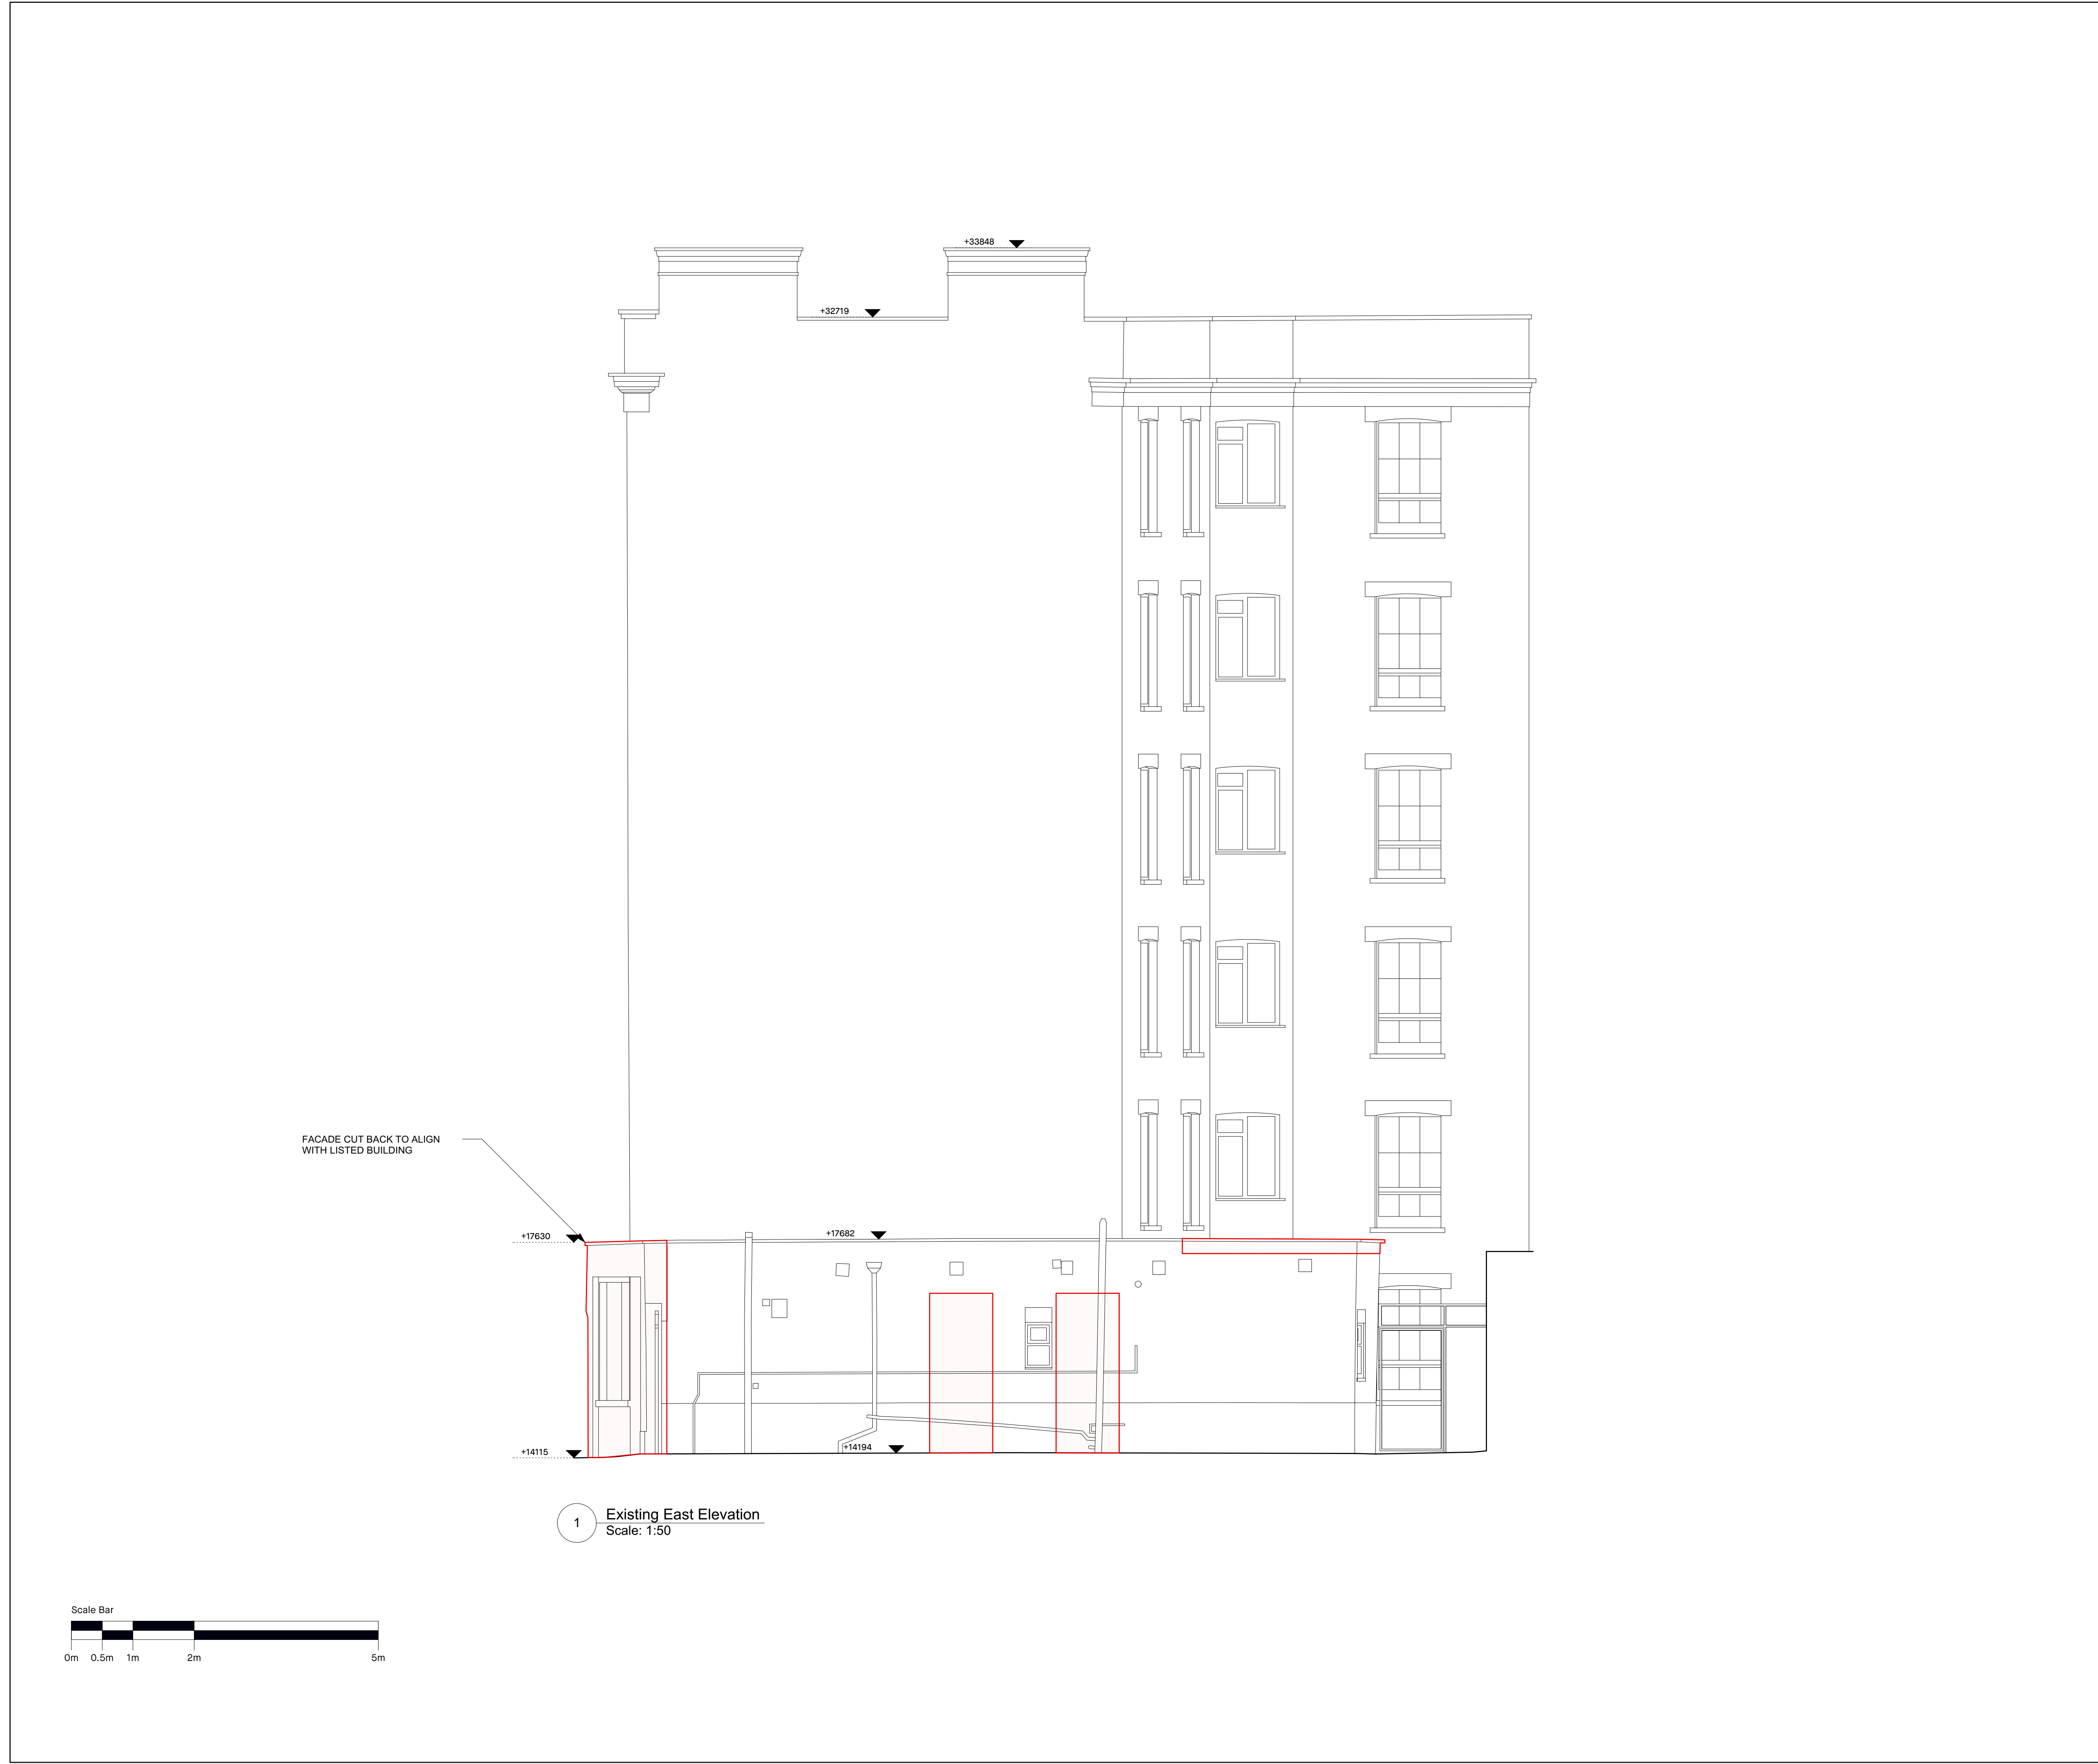 +33848
+32719
FACADE CUT BACK TO ALIGN
WITH LISTED BUILDING
+17630
+17682
+14115
+14194
1
Existing East Elevation
Scale: 1:50
Scale Bar
0m 0.5m 1m 2m 5m